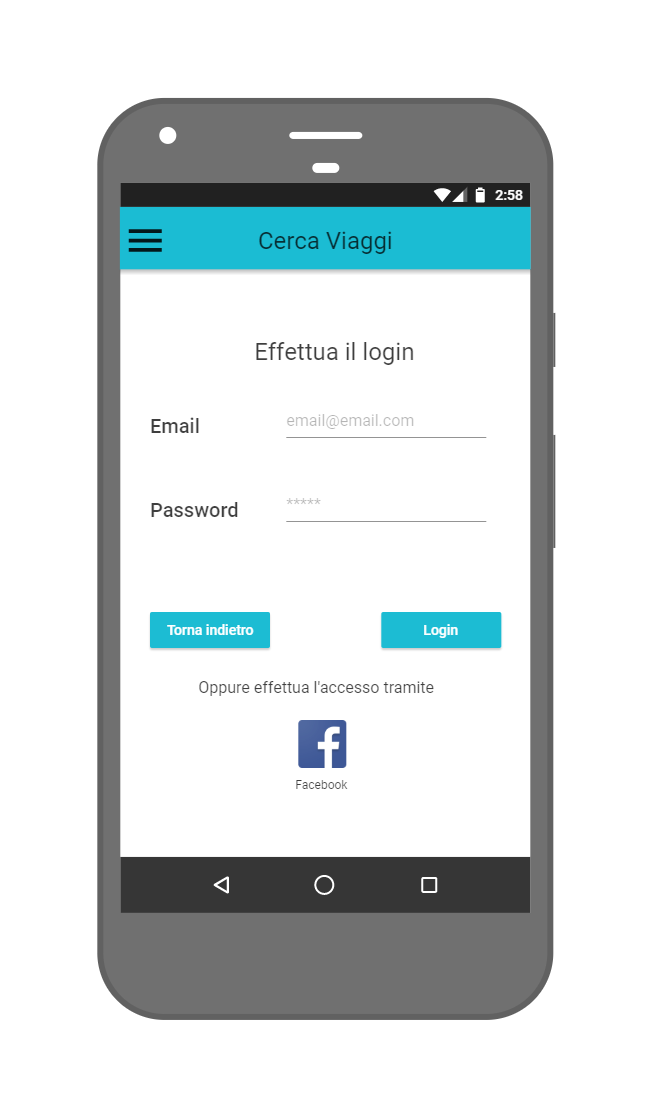 2:58
Cerca Viaggi
Effettua il login
Email
email@email.com
Password
*****
Torna indietro
Login
Oppure effettua l'accesso tramite
Facebook